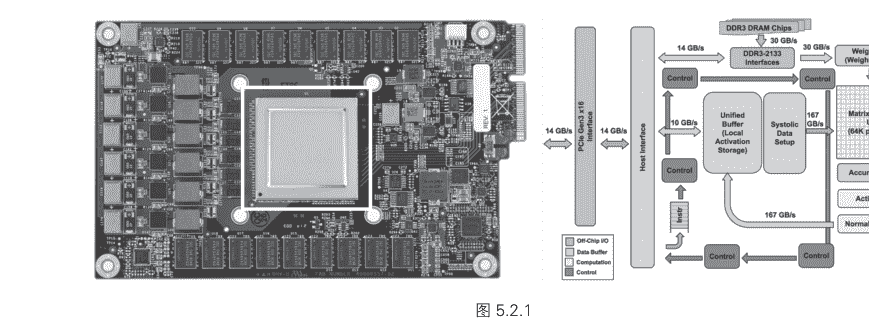 DDR3 DRAM Chips
30 GB/s
14 GB/s
DDR3-2133
Interfaces
30 GB/s
Control
Control
14 GB/s
PCIe Gen3 x16
Interface
14 GB/s
Host Interface
10 GB/s
Unified
Buffer
(Local
Activation
Storage)
Systolic
Data
Setup
167
GB/s
Matrix
(64K
Control
Instr
167 GB/s
Off-Chip I/O
Data Buffer
Computation
Control
Control
Control
REV: 1
图 5.2.1